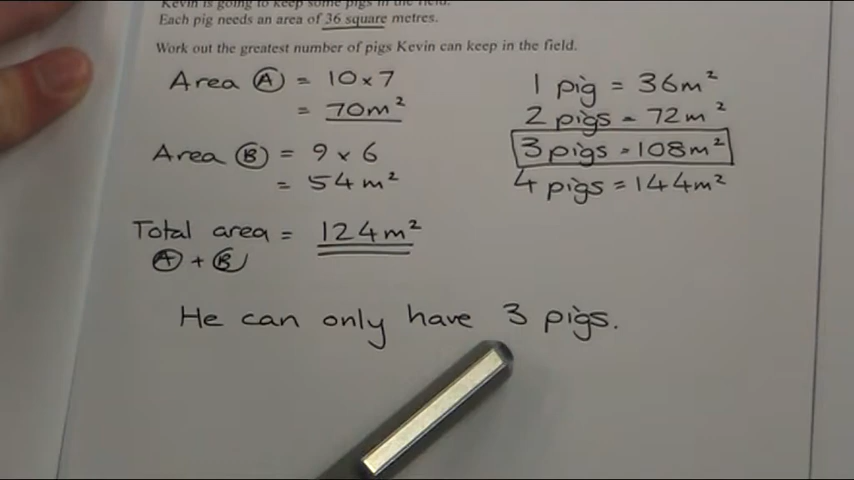 Kevin is going to keep some pigs in the field.
Each pig needs an area of 36 square metres.
Work out the greatest number of pigs Kevin can keep in the field.
Area Ⓐ = 10 × 7
= 70m²
Area Ⓑ = 9 × 6
= 54m²
Total area = 124m²
Ⓐ + Ⓑ
1 pig = 36m²
2 pigs = 72m²
3 pigs = 108m²
4 pigs = 144m²
He can only have 3 pigs.